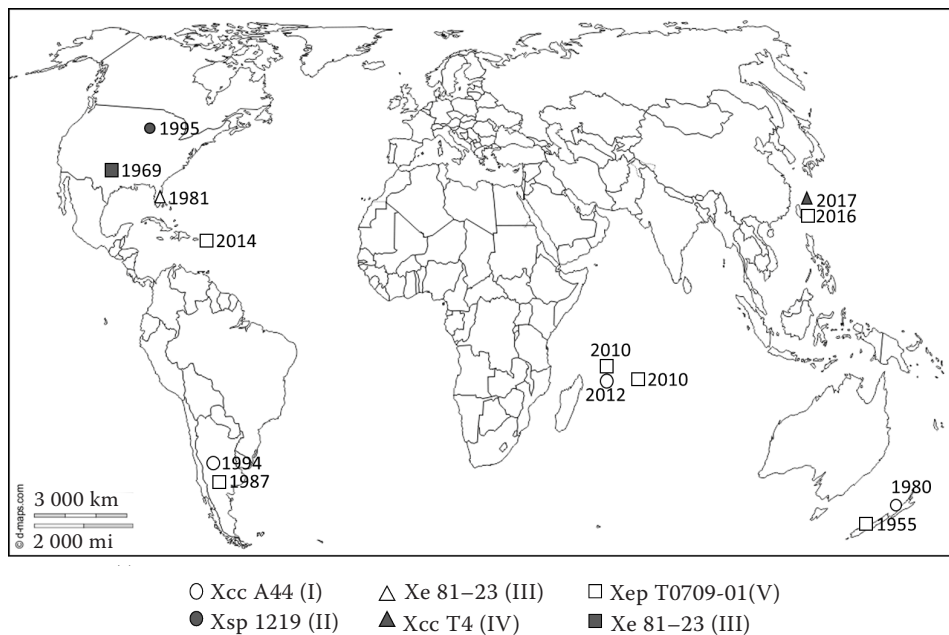 1995
1969
1981
2014
2017
2016
2010
2010
2012
1994
1987
1980
1955
© d-maps.com
3 000 km
2 000 mi
Xcc A44 (I) Xe 81–23 (III) Xep T0709-01(V)
Xsp 1219 (II) Xcc T4 (IV) Xe 81–23 (III)